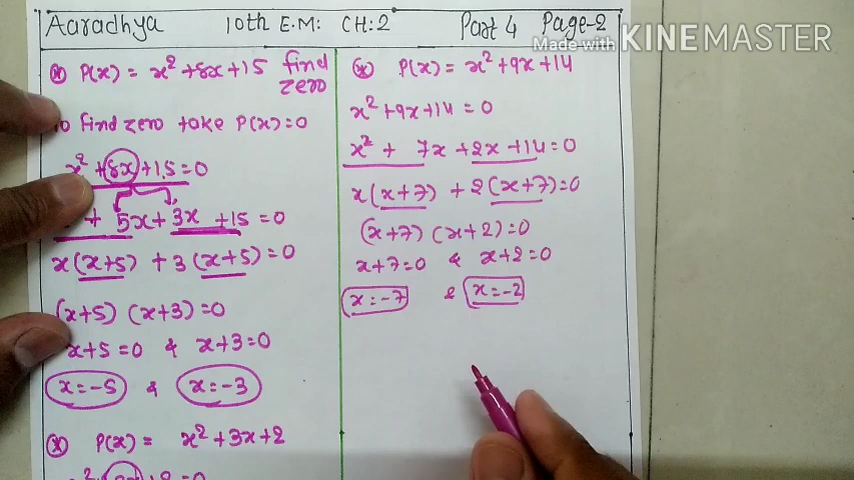 Aaradhya 10th E.M: CH:2 Part 4 Page-2
Made with KINEMASTER
P(x) = x² + 8x + 15 find zero
To find zero take P(x) = 0
x² + 8x + 15 = 0
+ 5x + 3x + 15 = 0
x(x+5) + 3(x+5) = 0
(x+5) (x+3) = 0
x+5 = 0 & x+3 = 0
x = -5 & x = -3
P(x) = x² + 3x + 2
P(x) = x² + 9x + 14
x² + 9x + 14 = 0
x² + 7x + 2x + 14 = 0
x(x+7) + 2(x+7) = 0
(x+7) (x+2) = 0
x+7 = 0 & x+2 = 0
x = -7 & x = -2